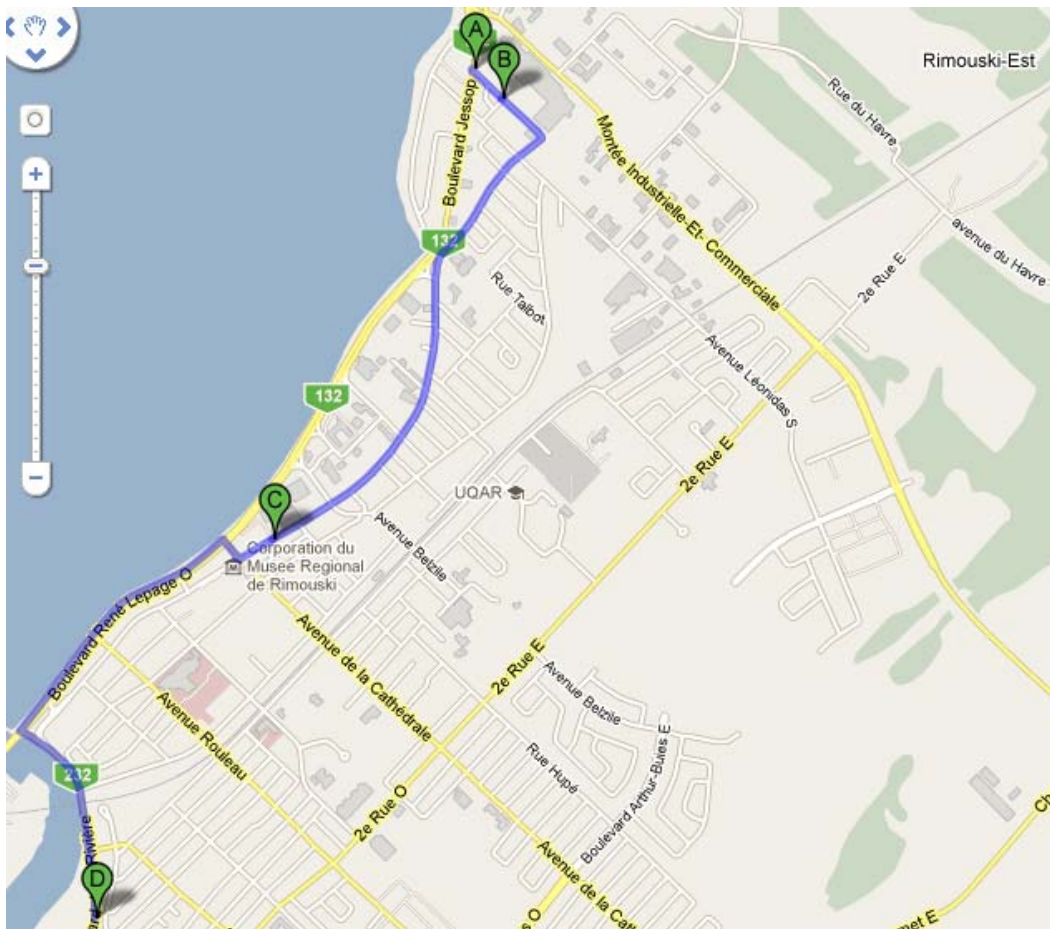 A
B
Rimouski-Est
Rue du Havre
Boulevard Jessop
Montée Industrielle-Et- Commerciale
132
avenue du Havre
2e Rue E
Rue Talbot
Avenue Léonidas S
132
2e Rue E
UQAR
C
Avenue Belzile
Corporation du
Musee Regional
de Rimouski
Boulevard René Lepage O
Avenue de la Cathédrale
2e Rue E
Avenue Belzile
Avenue Rouleau
Rue Hupé
Boulevard Arthur-Buies E
232
2e Rue O
Avenue de la Cath
Rivière
D